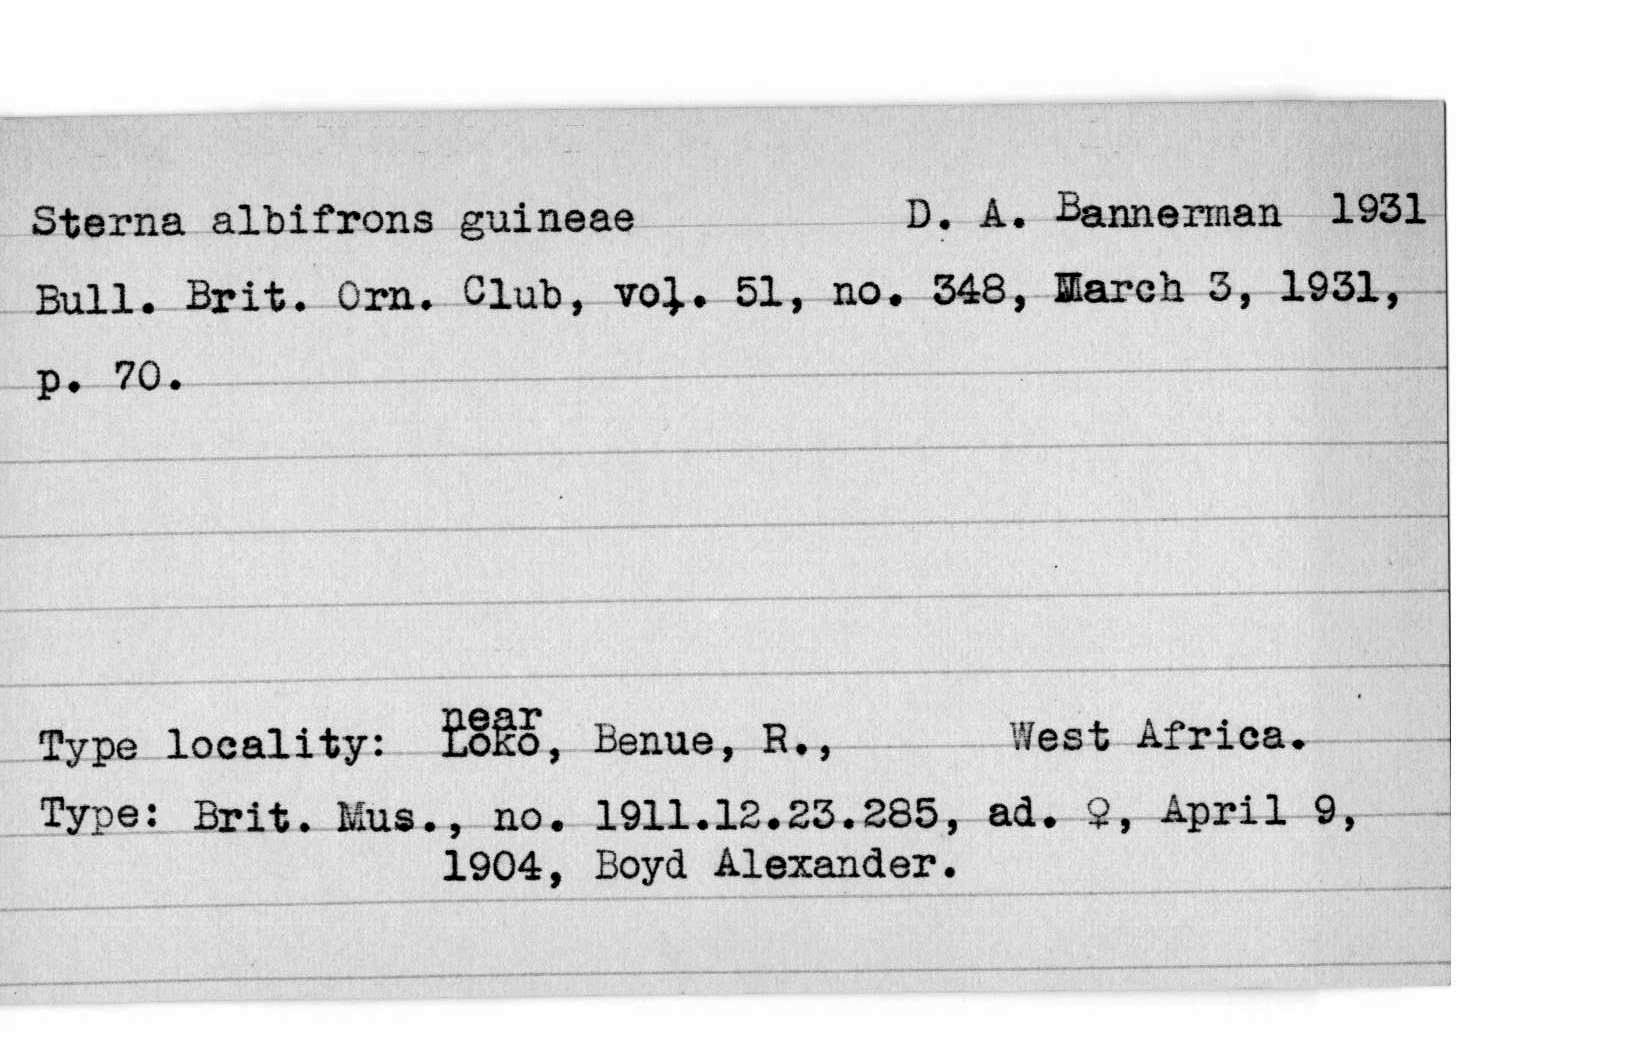 Sterna albifrons guineae D. A. Bannerman 1931
Bull. Brit. Orn. Club, vol. 51, no. 348, March 3, 1931,
p. 70.
near
Type locality: Loko, Benue, R., West Africa.
Type: Brit. Mus., no. 1911.12.23.285, ad. ♀, April 9,
1904, Boyd Alexander.